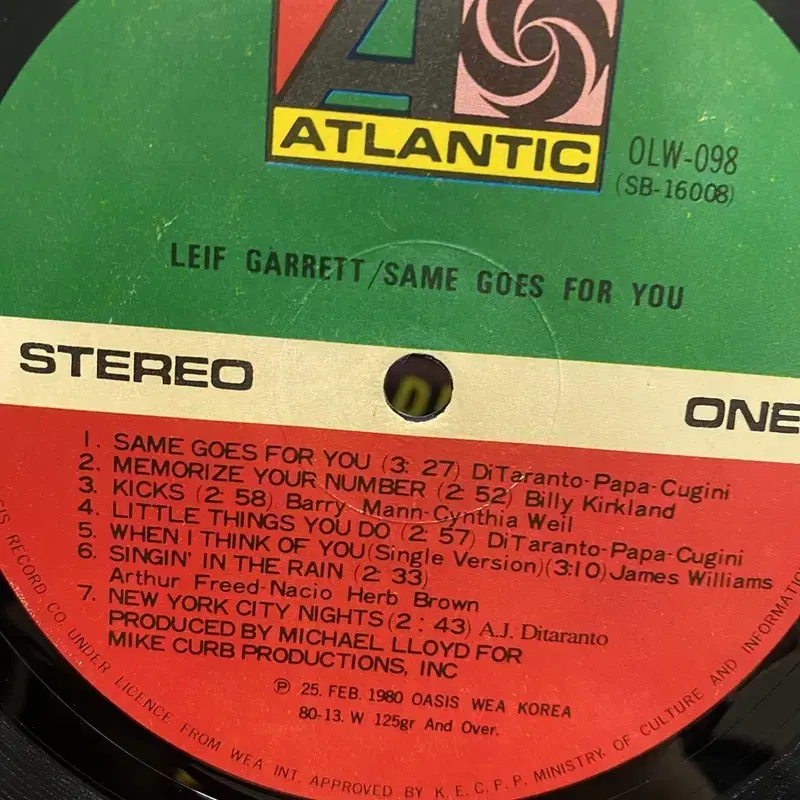 ATLANTIC
OLW-098
(SB-16008)
LEIF GARRETT/SAME GOES FOR YOU
STEREO
ONE
1. SAME GOES FOR YOU (3: 27) DiTaranto-Papa-Cugini
2. MEMORIZE YOUR NUMBER (2: 52) Billy Kirkland
3. KICKS (2: 58) Barry Mann-Cynthia Weil
4. LITTLE THINGS YOU DO (2: 57) DiTaranto-Papa-Cugini
5. WHEN I THINK OF YOU(Single Version)(3:10)James Williams
6. SINGIN' IN THE RAIN (2: 33)
Arthur Freed-Nacio Herb Brown
7. NEW YORK CITY NIGHTS (2 : 43) A.J. Ditaranto
PRODUCED BY MICHAEL LLOYD FOR
MIKE CURB PRODUCTIONS, INC
℗ 25. FEB. 1980 OASIS WEA KOREA
80-13. W 125gr And Over.
RECORD CO. UNDER LICENCE FROM WEA INT. APPROVED BY K. E. C. P. P. MINISTRY. OF CULTURE AND INFORMATION